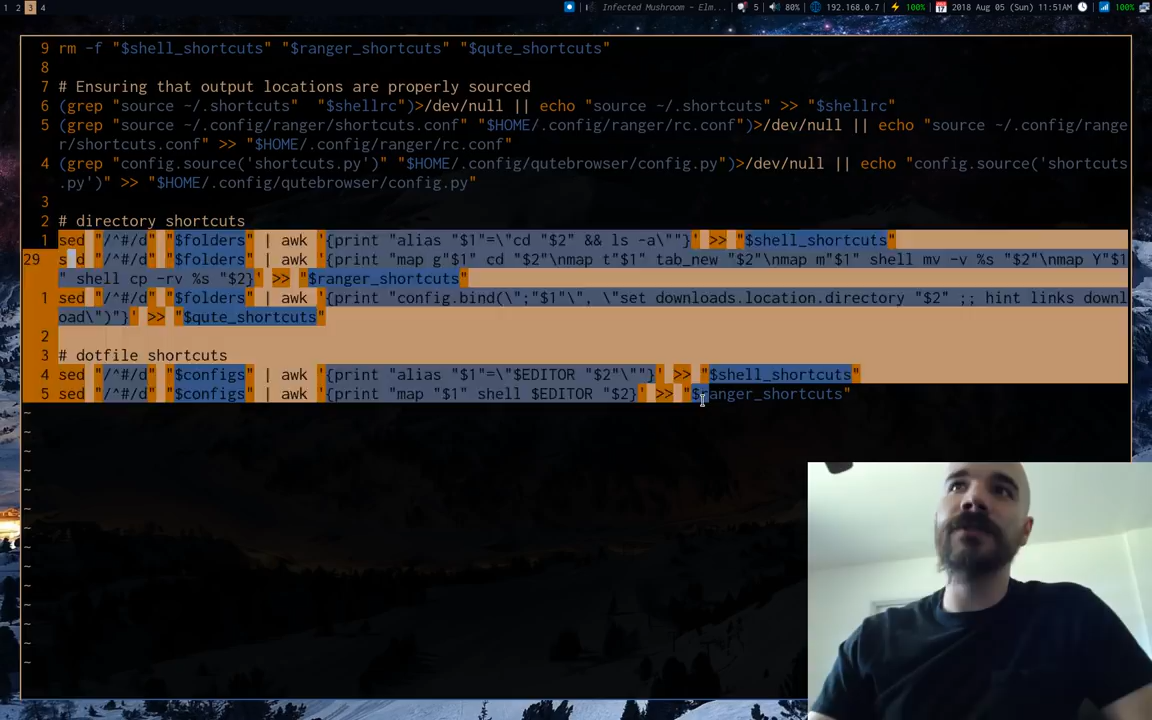 1 2 3 4 Infected Mushroom - Elm... 5 80% 192.168.0.7 100% 2018 Aug 05 (Sun) 11:51AM 100%
9 rm -f "$shell_shortcuts" "$ranger_shortcuts" "$qute_shortcuts"
8
7 # Ensuring that output locations are properly sourced
6 (grep "source ~/.shortcuts"  "$shellrc")>/dev/null || echo "source ~/.shortcuts" >> "$shellrc"
5 (grep "source ~/.config/ranger/shortcuts.conf" "$HOME/.config/ranger/rc.conf")>/dev/null || echo "source ~/.config/range
r/shortcuts.conf" >> "$HOME/.config/ranger/rc.conf"
4 (grep "config.source('shortcuts.py')" "$HOME/.config/qutebrowser/config.py")>/dev/null || echo "config.source('shortcuts
.py')" >> "$HOME/.config/qutebrowser/config.py"
3
2 # directory shortcuts
1 sed "/^#/d" "$folders" | awk '{print "alias "$1"=\"cd "$2" && ls -a\""}' >> "$shell_shortcuts"
29 sed "/^#/d" "$folders" | awk '{print "map g"$1" cd "$2"\nmap t"$1" tab_new "$2"\nmap m"$1" shell mv -v %s "$2"\nmap Y"$1
" shell cp -rv %s "$2}' >> "$ranger_shortcuts"
1 sed "/^#/d" "$folders" | awk '{print "config.bind(\";"$1"\", \"set downloads.location.directory "$2" ;; hint links downl
oad\")"}' >> "$qute_shortcuts"
2
3 # dotfile shortcuts
4 sed "/^#/d" "$configs" | awk '{print "alias "$1"=\"$EDITOR "$2"\""}' >> "$shell_shortcuts"
5 sed "/^#/d" "$configs" | awk '{print "map "$1" shell $EDITOR "$2}' >> "$ranger_shortcuts"
~
~
~
~
~
~
~
~
~
~
~
~
~
~